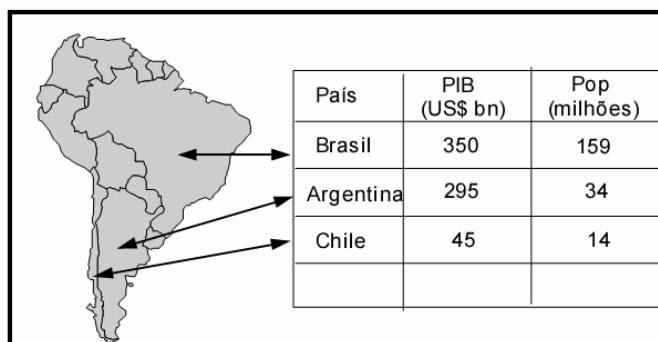 País PIB (US$ bn) Pop (milhões)
Brasil 350 159
Argentina 295 34
Chile 45 14